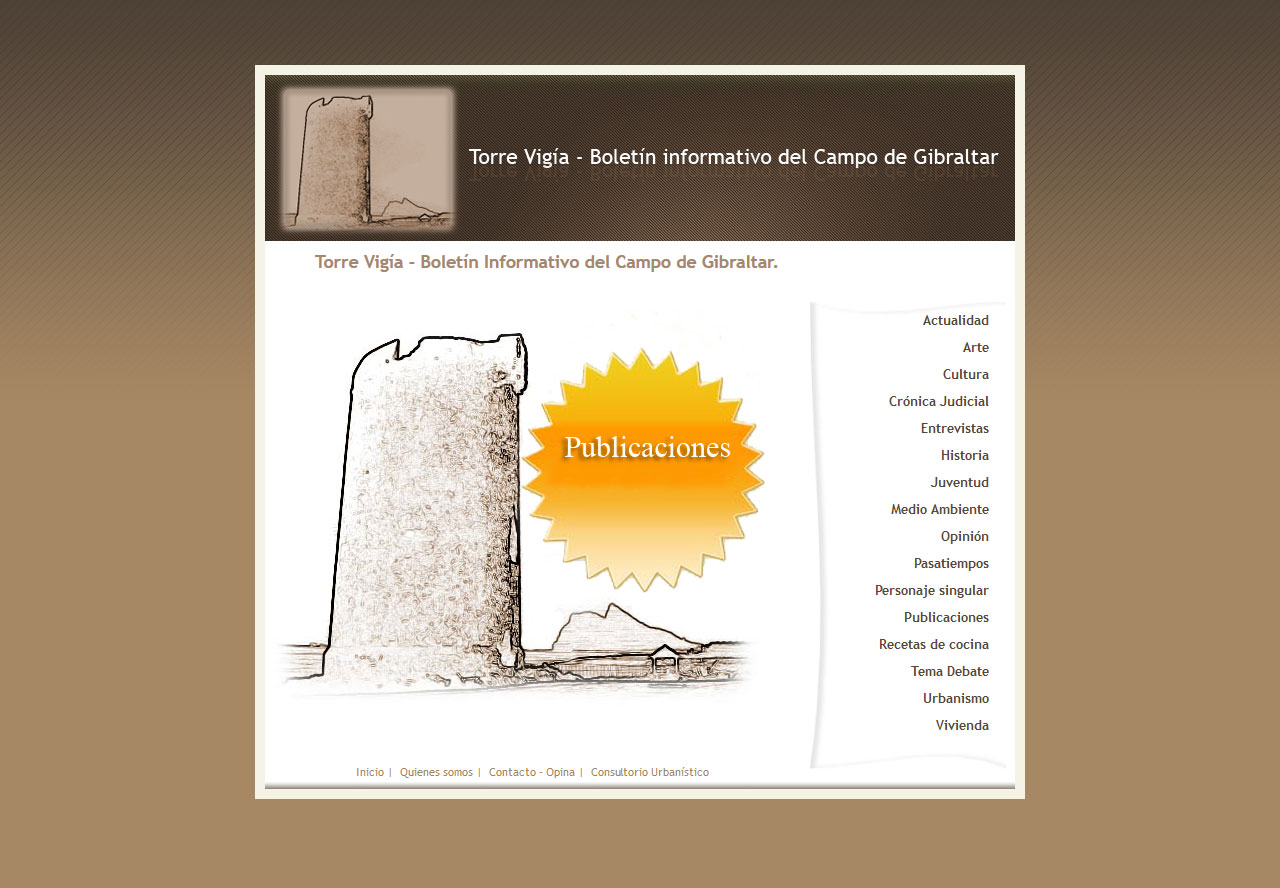 Torre Vigía - Boletín informativo del Campo de Gibraltar
Torre Vigía - Boletín Informativo del Campo de Gibraltar.
Publicaciones
Actualidad
Arte
Cultura
Crónica Judicial
Entrevistas
Historia
Juventud
Medio Ambiente
Opinión
Pasatiempos
Personaje singular
Publicaciones
Recetas de cocina
Tema Debate
Urbanismo
Vivienda
Inicio | Quienes somos | Contacto - Opina | Consultorio Urbanístico